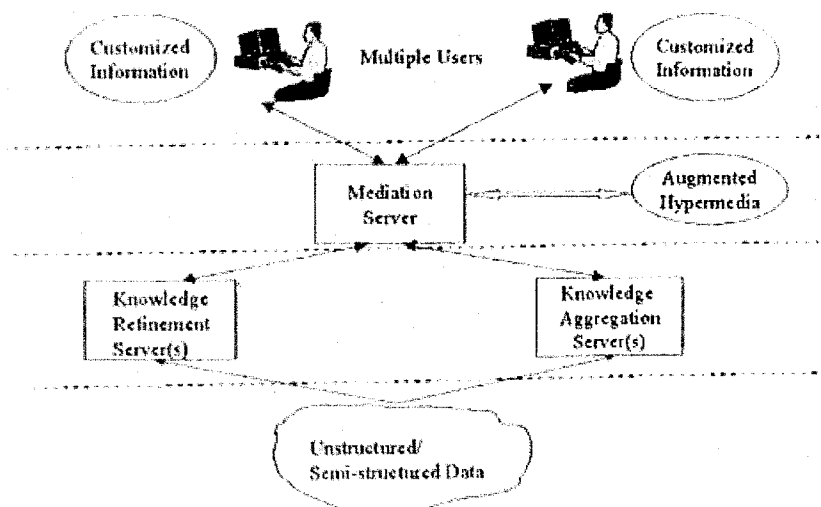 Customized
Information
Multiple Users
Customized
Information
Mediation
Server
Augmented
Hypermedia
Knowledge
Refinement
Server(s)
Knowledge
Aggregation
Server(s)
Unstructured/
Semi-structured Data